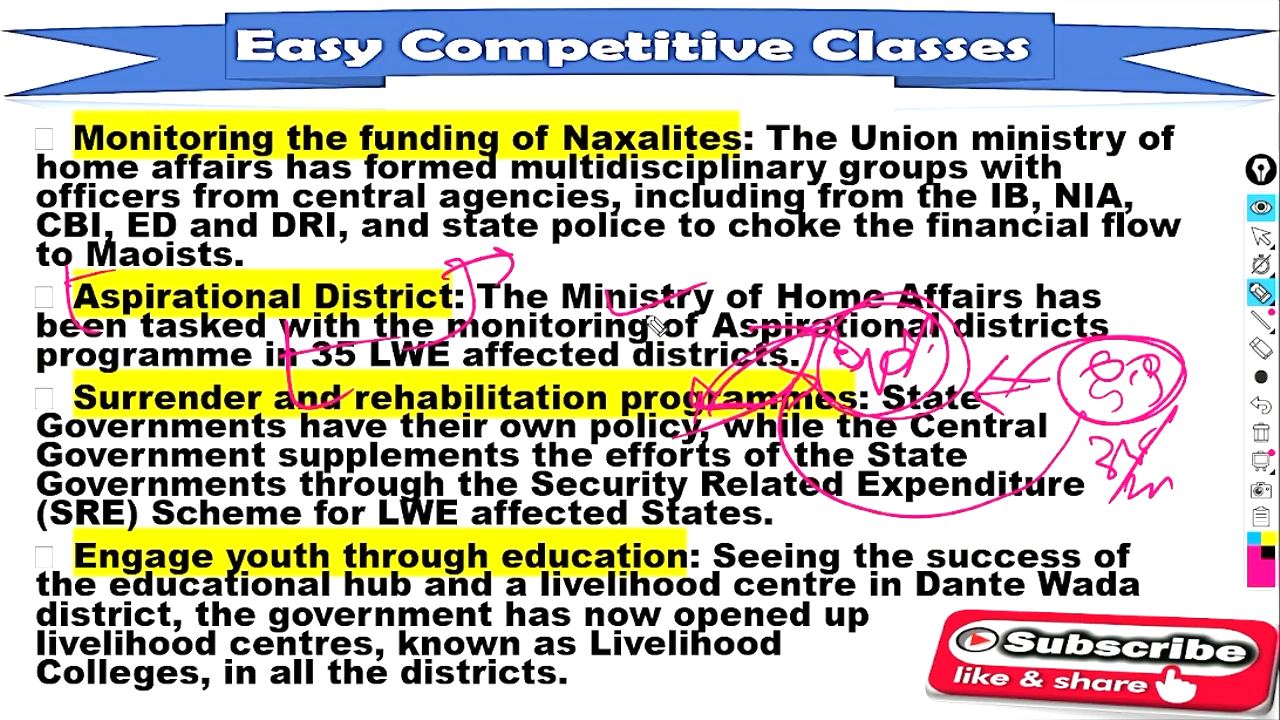 Easy Competitive Classes
Monitoring the funding of Naxalites: The Union ministry of
home affairs has formed multidisciplinary groups with
officers from central agencies, including from the IB, NIA,
CBI, ED and DRI, and state police to choke the financial flow
to Maoists.
Aspirational District: The Ministry of Home Affairs has
been tasked with the monitoring of Aspirational districts
programme in 35 LWE affected districts.
Surrender and rehabilitation programmes: State
Governments have their own policy, while the Central
Government supplements the efforts of the State
Governments through the Security Related Expenditure
(SRE) Scheme for LWE affected States.
Engage youth through education: Seeing the success of
the educational hub and a livelihood centre in Dante Wada
district, the government has now opened up
livelihood centres, known as Livelihood
Colleges, in all the districts.
Subscribe
like & share